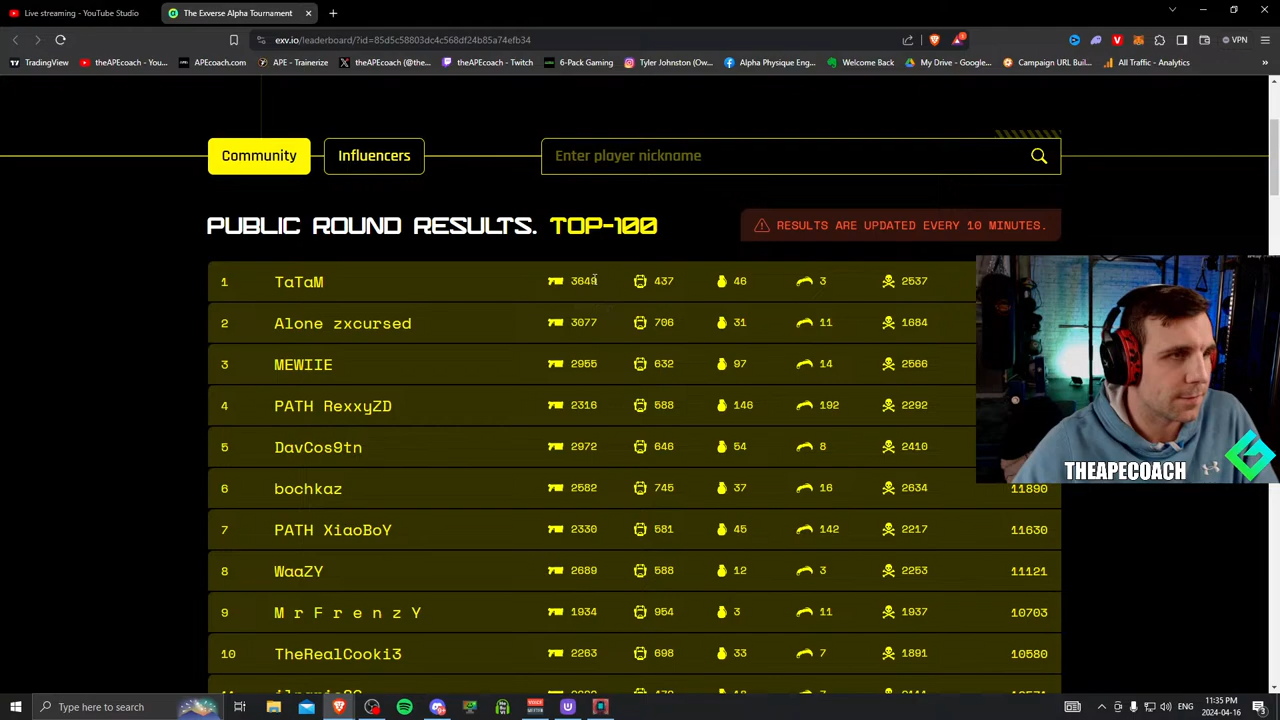 Live streaming - YouTube Studio
The Exverse Alpha Tournament
exv.io/leaderboard/?id=85d5c58803dc4c568df24b85a74efb34
VPN
TradingView
theAPEcoach - You...
APEcoach.com
APE - Trainerize
theAPEcoach (@the...
theAPEcoach - Twitch
6-Pack Gaming
Tyler Johnston (Ow...
Alpha Physique Eng...
Welcome Back
My Drive - Google...
Campaign URL Buil...
All Traffic - Analytics
Community
Influencers
Enter player nickname
PUBLIC ROUND RESULTS. TOP-100
RESULTS ARE UPDATED EVERY 10 MINUTES.
1 TaTaM 3649 437 46 3 2537
2 Alone zxcursed 3077 706 31 11 1684
3 MEWIIE 2955 632 97 14 2566
4 PATH RexxyZD 2316 588 146 192 2292
5 DavCos9tn 2972 646 54 8 2410
6 bochkaz 2582 745 37 16 2634 11890
7 PATH XiaoBoY 2330 581 45 142 2217 11630
8 WaaZY 2689 588 12 3 2253 11121
9 M r F r e n z Y 1934 954 3 11 1937 10703
10 TheRealCooki3 2263 698 33 7 1891 10580
THEAPECOACH
Type here to search
ENG
11:35 PM
2024-04-16